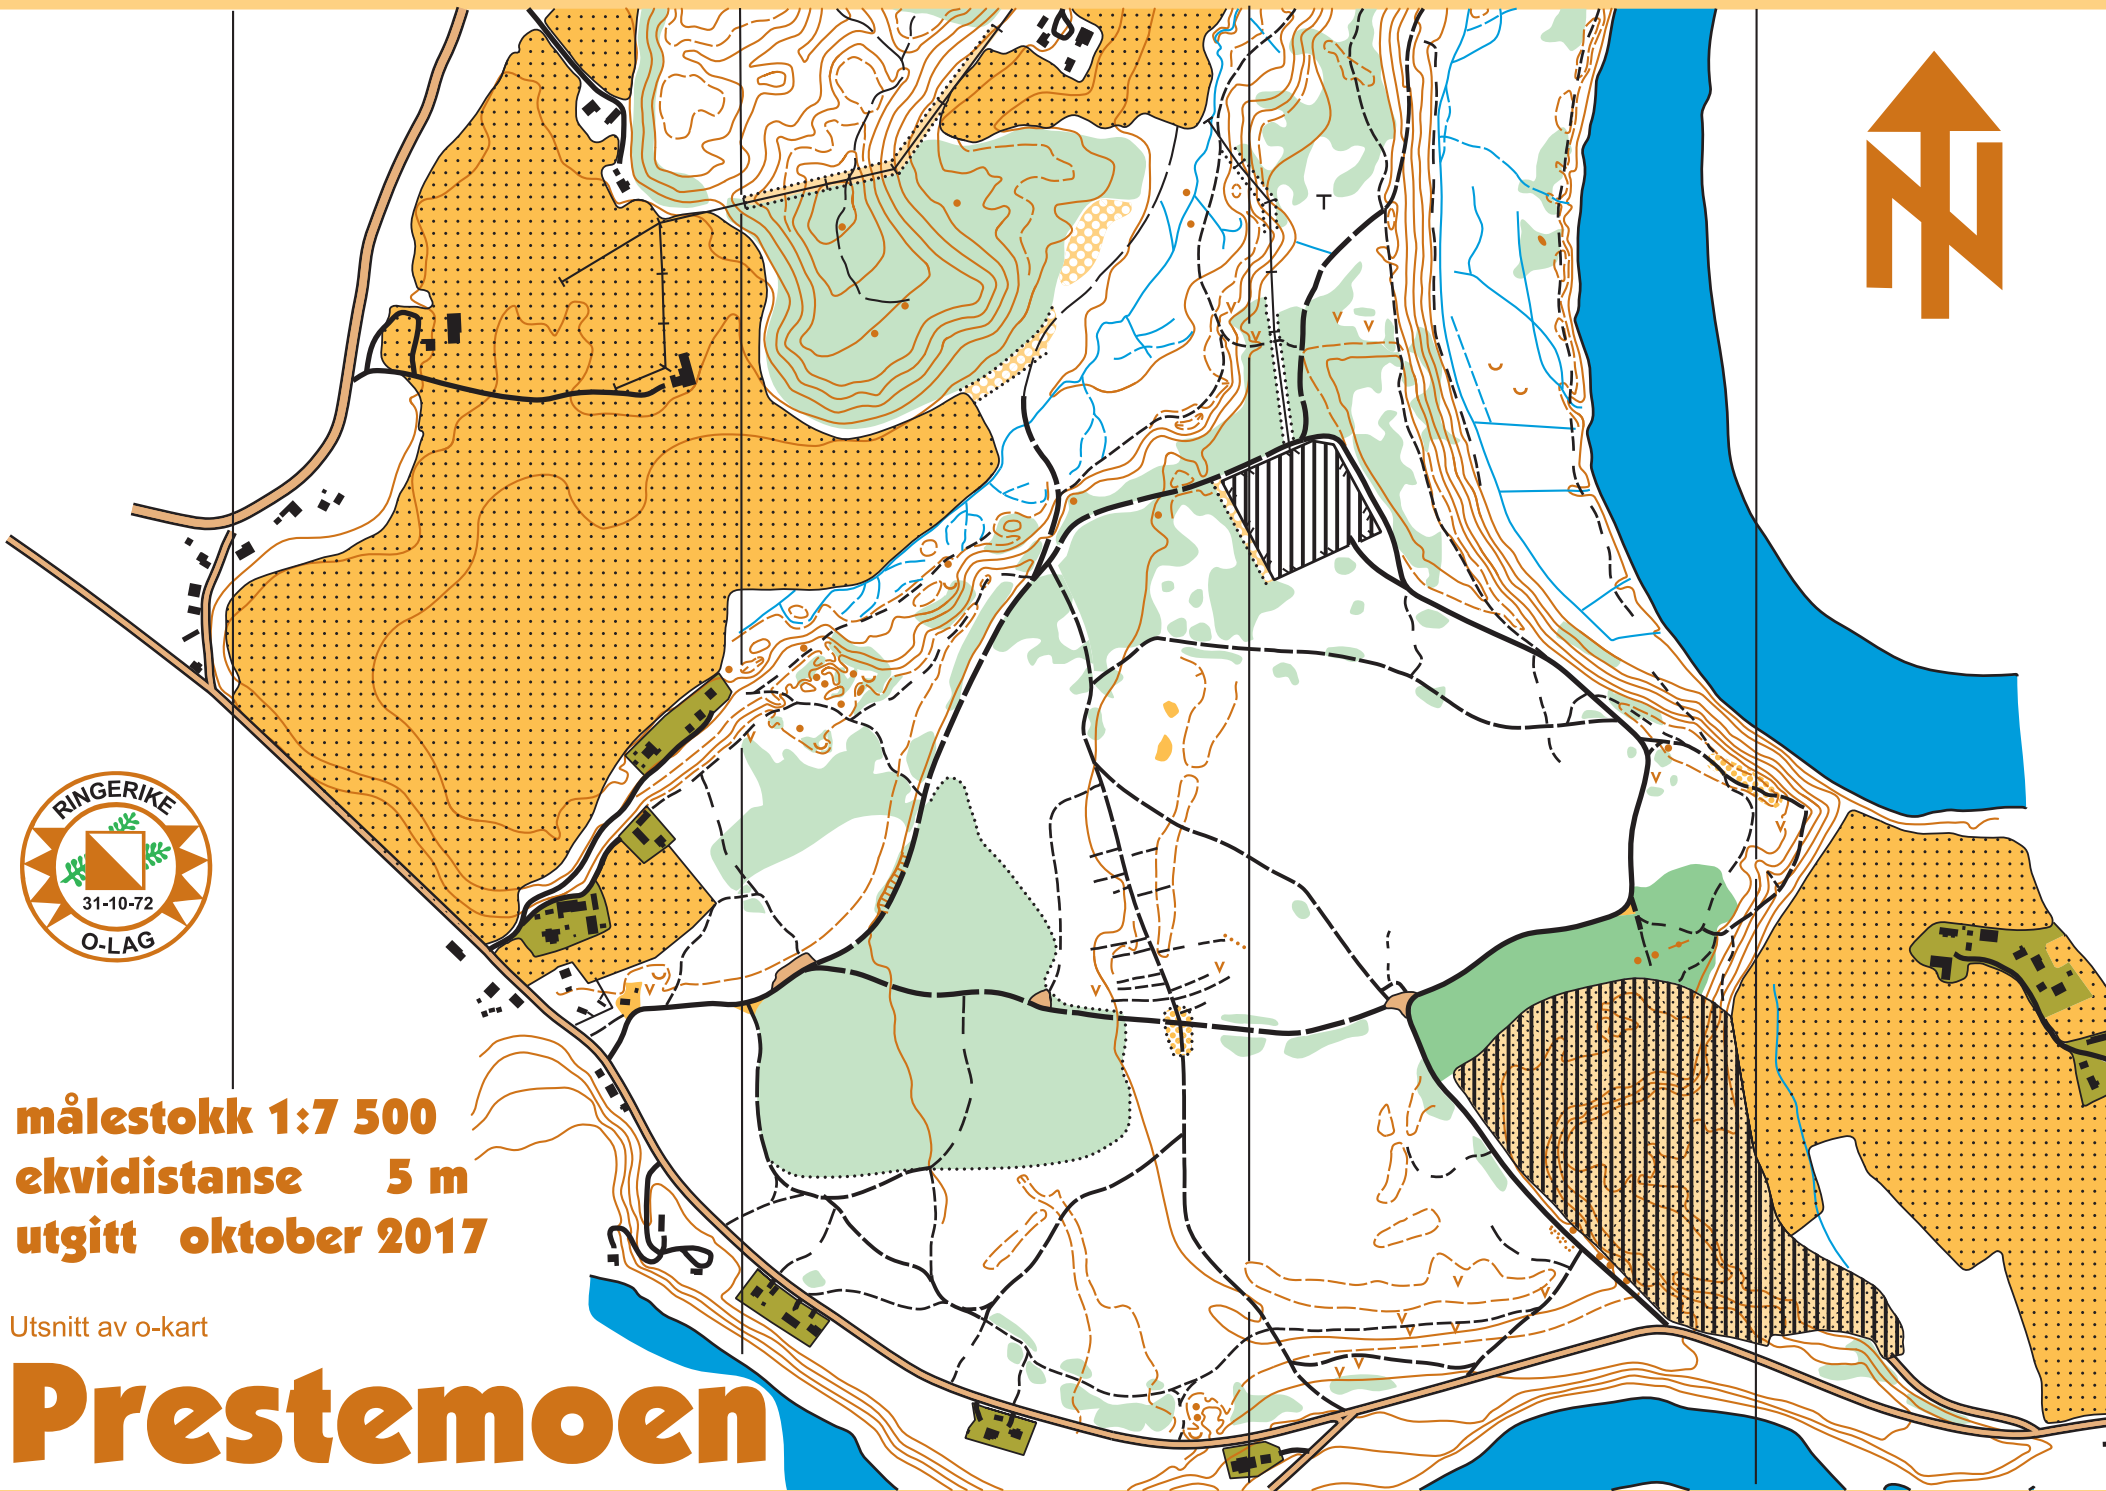 RINGERIKE
31-10-72
O-LAG
målestokk 1:7 500
ekvidistanse 5 m
utgitt oktober 2017
Utsnitt av o-kart
Prestemoen